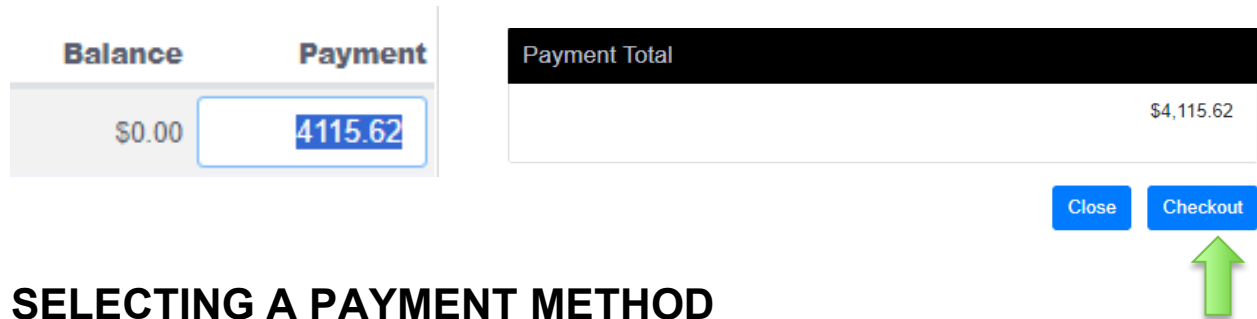 Balance Payment
$0.00 4115.62
Payment Total
$4,115.62
Close Checkout
SELECTING A PAYMENT METHOD